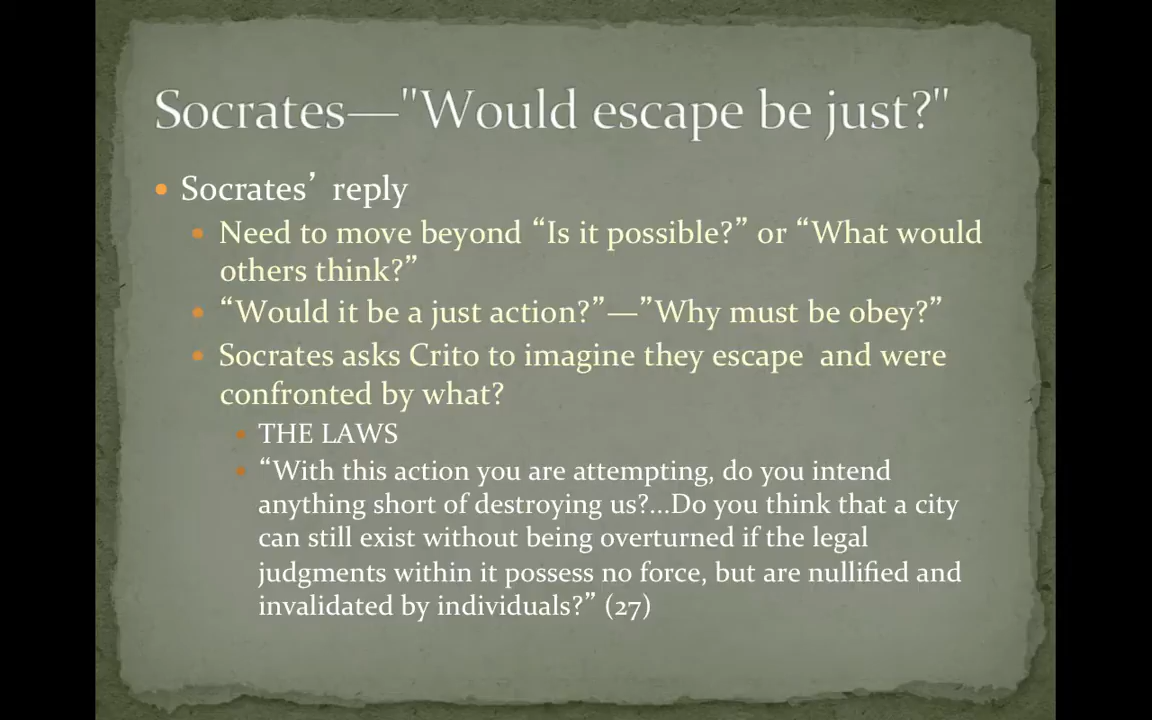 Socrates—"Would escape be just?"
Socrates’ reply
Need to move beyond “Is it possible?” or “What would
others think?”
“Would it be a just action?”—”Why must be obey?”
Socrates asks Crito to imagine they escape and were
confronted by what?
THE LAWS
“With this action you are attempting, do you intend
anything short of destroying us?...Do you think that a city
can still exist without being overturned if the legal
judgments within it possess no force, but are nullified and
invalidated by individuals?” (27)